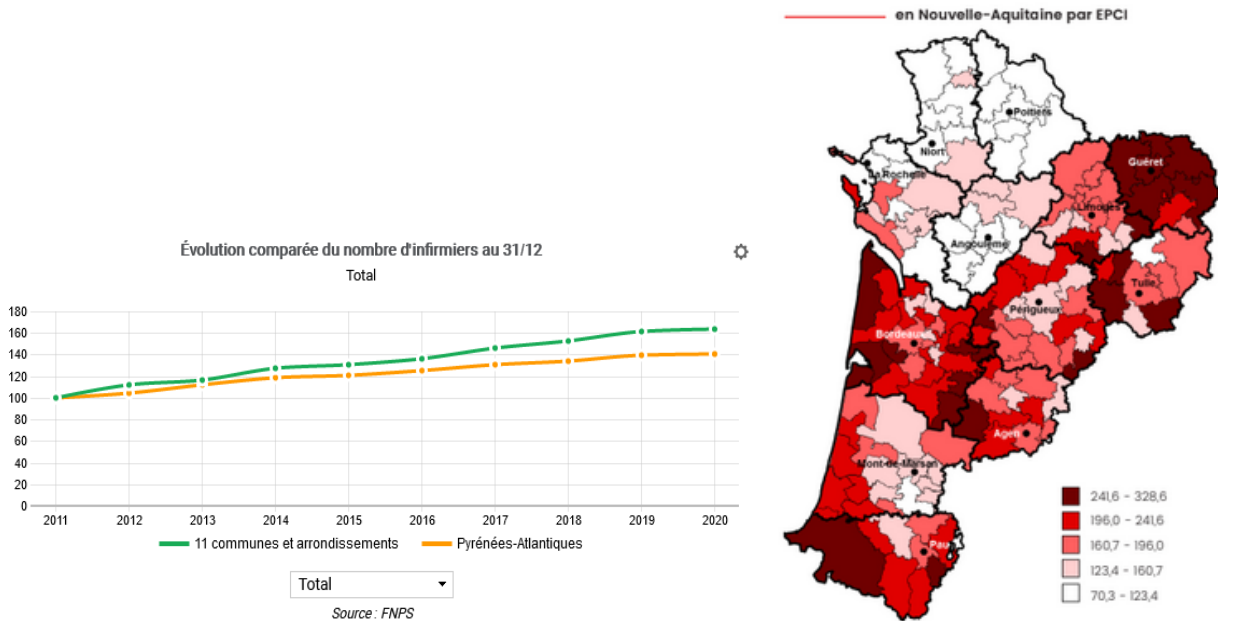 Évolution comparée du nombre d'infirmiers au 31/12
Total
180
160
140
120
100
80
60
40
20
0
2011 2012 2013 2014 2015 2016 2017 2018 2019 2020
11 communes et arrondissements Pyrénées-Atlantiques
Total
Source : FNPS
en Nouvelle-Aquitaine par EPCI
Poitiers
Niort
Guéret
La Rochelle
Limoges
Angoulême
Tulle
Périgueux
Bordeaux
Agen
Mont-de-Marsan
Pau
241,6 - 328,6
196,0 - 241,6
160,7 - 196,0
123,4 - 160,7
70,3 - 123,4